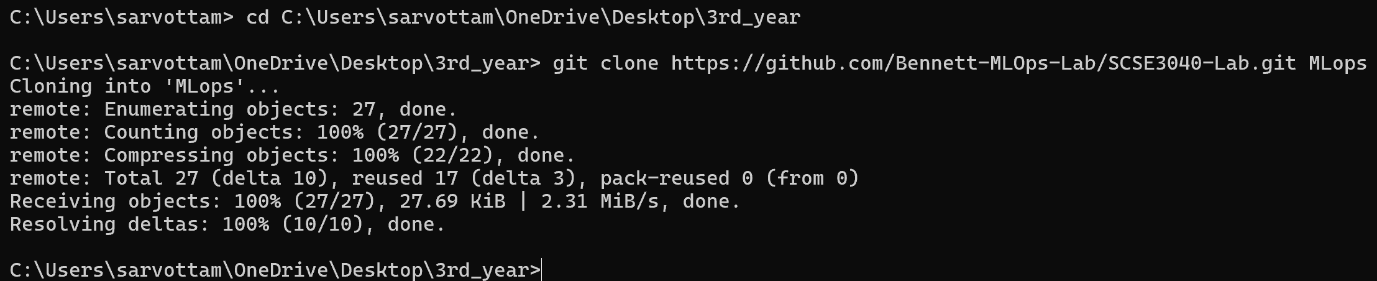 C:\Users\sarvottam> cd C:\Users\sarvottam\OneDrive\Desktop\3rd_year
C:\Users\sarvottam\OneDrive\Desktop\3rd_year> git clone https://github.com/Bennett-MLOps-Lab/SCSE3040-Lab.git MLops
Cloning into 'MLops'...
remote: Enumerating objects: 27, done.
remote: Counting objects: 100% (27/27), done.
remote: Compressing objects: 100% (22/22), done.
remote: Total 27 (delta 10), reused 17 (delta 3), pack-reused 0 (from 0)
Receiving objects: 100% (27/27), 27.69 KiB | 2.31 MiB/s, done.
Resolving deltas: 100% (10/10), done.
C:\Users\sarvottam\OneDrive\Desktop\3rd_year>